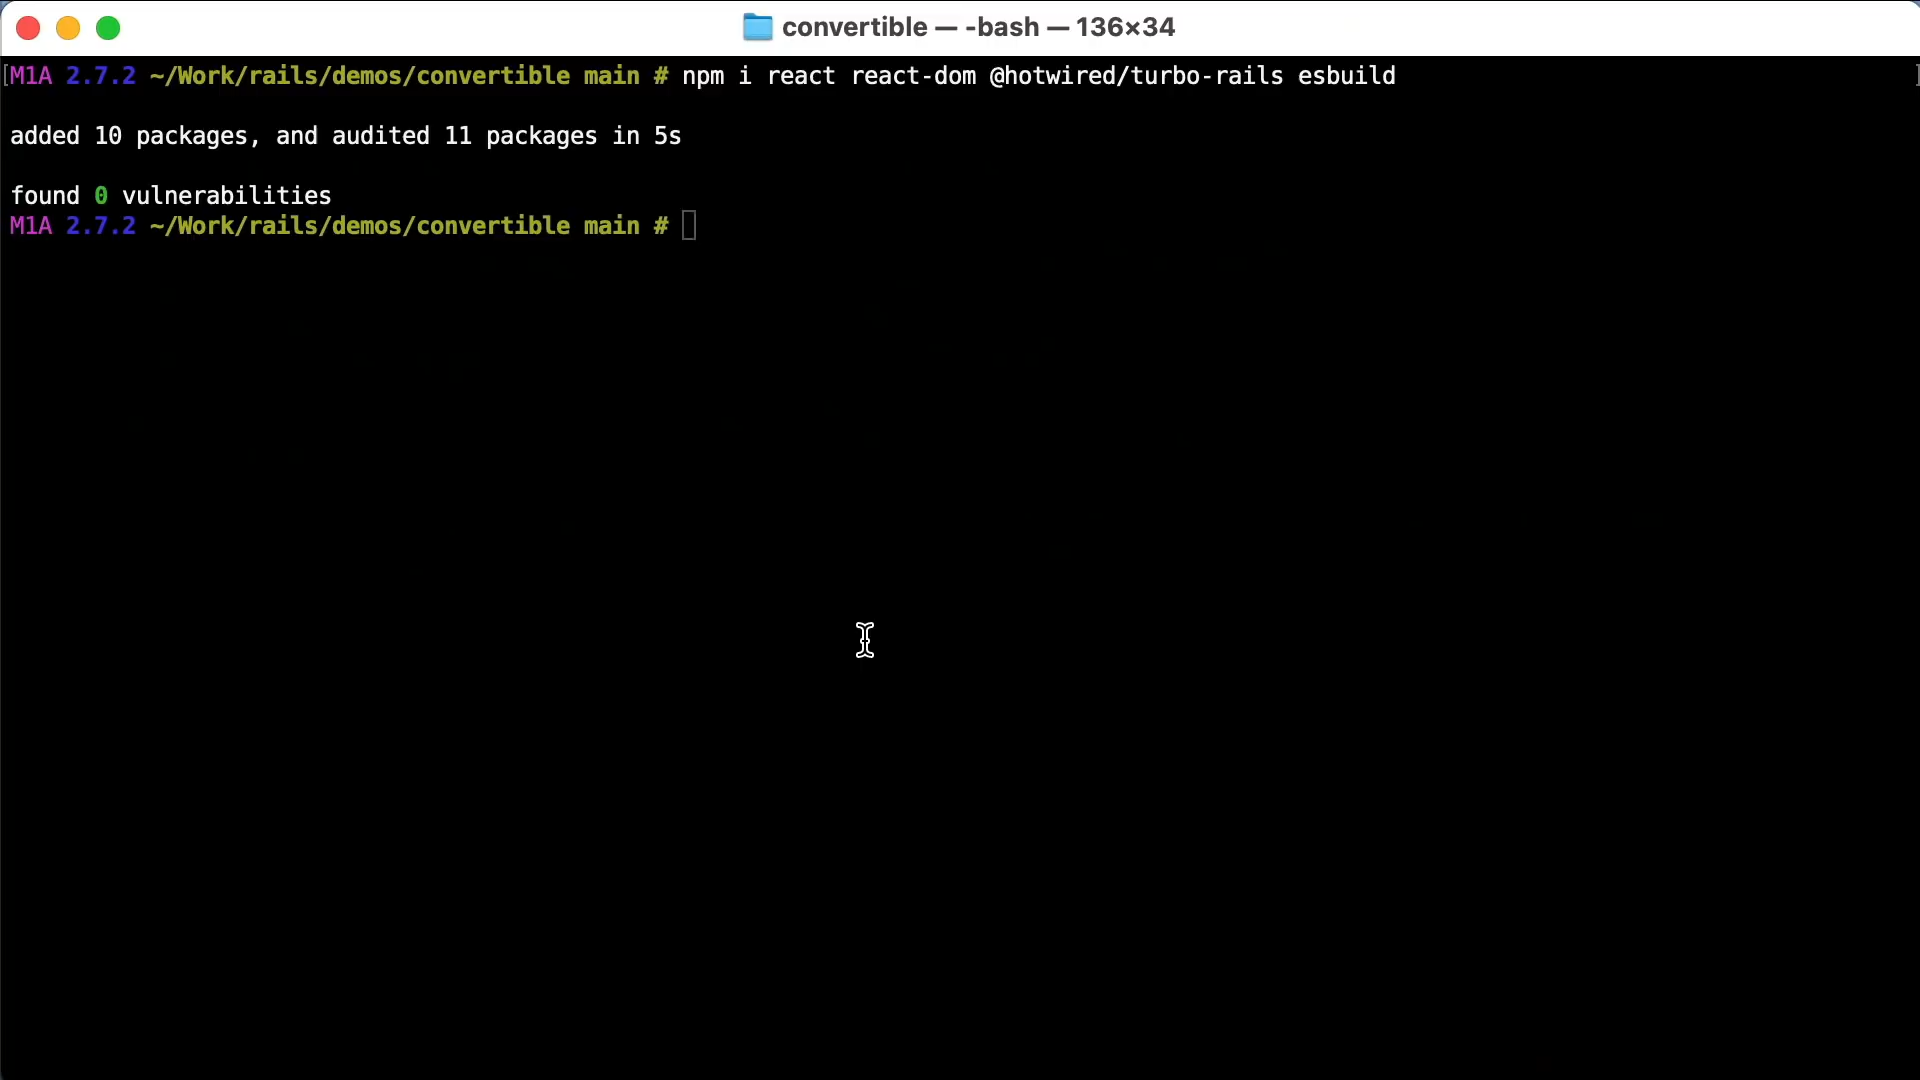 convertible — -bash — 136×34
[M1A 2.7.2 ~/Work/rails/demos/convertible main # npm i react react-dom @hotwired/turbo-rails esbuild ]
added 10 packages, and audited 11 packages in 5s
found 0 vulnerabilities
M1A 2.7.2 ~/Work/rails/demos/convertible main #